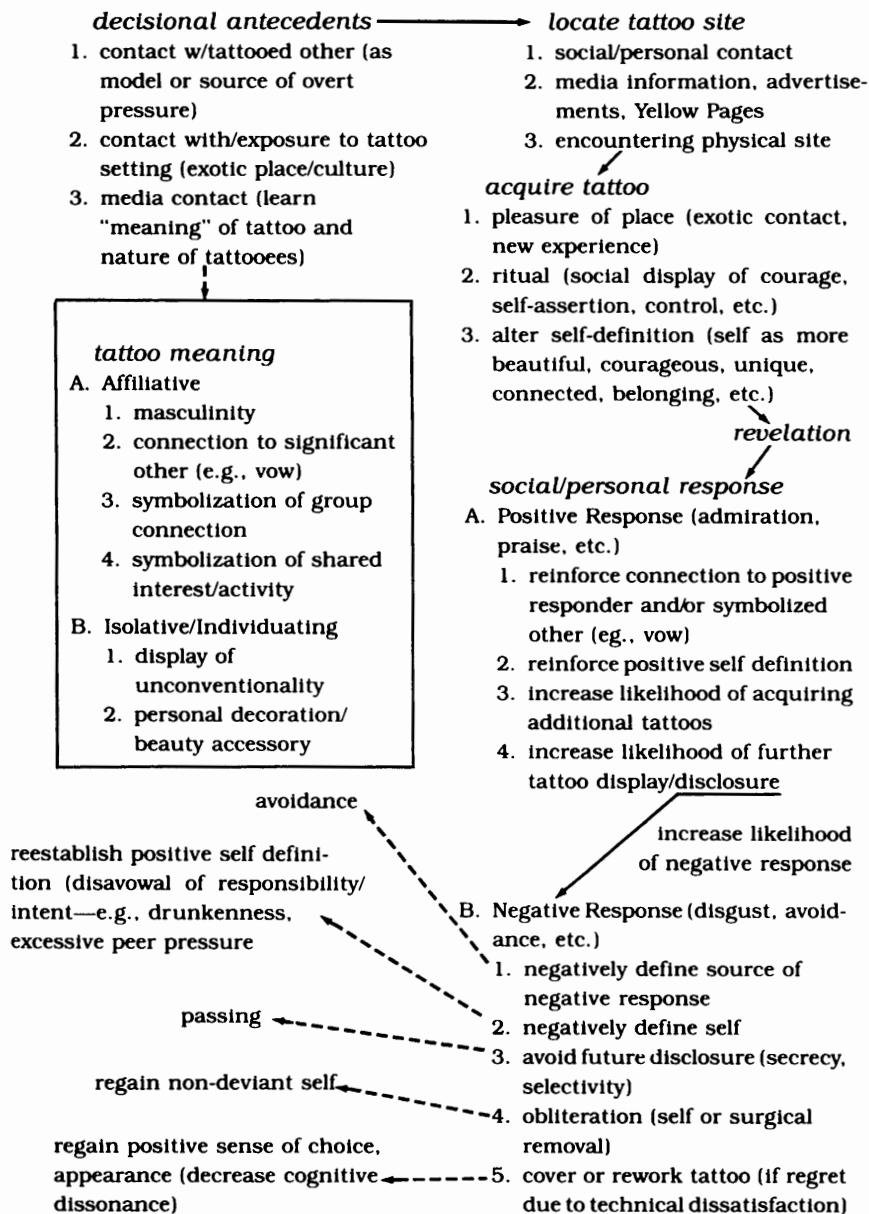 decisional antecedents
1. contact w/tattooed other (as
model or source of overt
pressure)
2. contact with/exposure to tattoo
setting (exotic place/culture)
3. media contact (learn
"meaning" of tattoo and
nature of tattooees)
tattoo meaning
A. Affiliative
1. masculinity
2. connection to significant
other (e.g., vow)
3. symbolization of group
connection
4. symbolization of shared
interest/activity
B. Isolative/Individuating
1. display of
unconventionality
2. personal decoration/
beauty accessory
locate tattoo site
1. social/personal contact
2. media information, advertise-
ments, Yellow Pages
3. encountering physical site
acquire tattoo
1. pleasure of place (exotic contact,
new experience)
2. ritual (social display of courage,
self-assertion, control, etc.)
3. alter self-definition (self as more
beautiful, courageous, unique,
connected, belonging, etc.)
revelation
social/personal response
A. Positive Response (admiration,
praise, etc.)
1. reinforce connection to positive
responder and/or symbolized
other (eg., vow)
2. reinforce positive self definition
3. increase likelihood of acquiring
additional tattoos
4. increase likelihood of further
tattoo display/disclosure
increase likelihood
of negative response
B. Negative Response (disgust, avoid-
ance, etc.)
1. negatively define source of
negative response
2. negatively define self
3. avoid future disclosure (secrecy,
selectivity)
4. obliteration (self or surgical
removal)
5. cover or rework tattoo (if regret
due to technical dissatisfaction)
avoidance
reestablish positive self defini-
tion (disavowal of responsibility/
intent—e.g., drunkenness,
excessive peer pressure
passing
regain non-deviant self
regain positive sense of choice,
appearance (decrease cognitive
dissonance)